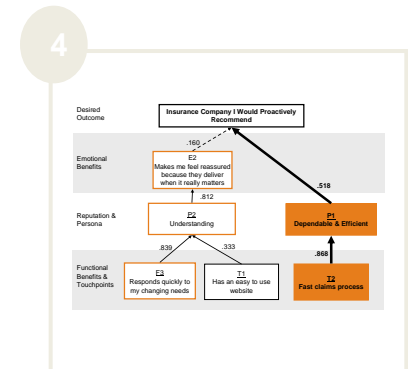 4
Desired
Outcome
Insurance Company I Would Proactively
Recommend
.160
Emotional
Benefits
E2
Makes me feel reassured
because they deliver
when it really matters
.518
.812
Reputation &
Persona
P2
Understanding
P1
Dependable & Efficient
.839
.333
.868
Functional
Benefits &
Touchpoints
F3
Responds quickly to
my changing needs
T1
Has an easy to use
website
T2
Fast claims process